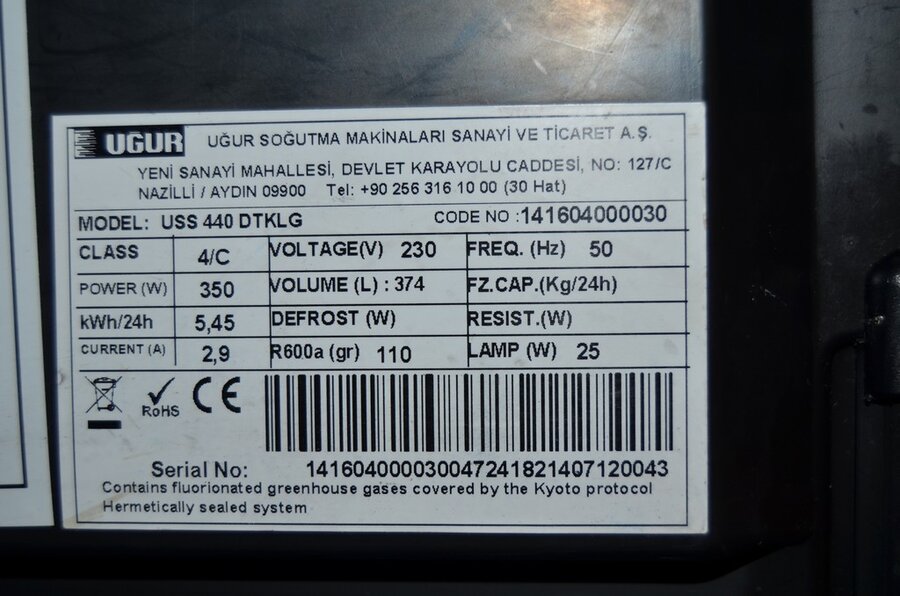 UĞUR UĞUR SOĞUTMA MAKİNALARI SANAYİ VE TİCARET A.Ş.
YENİ SANAYİ MAHALLESİ, DEVLET KARAYOLU CADDESİ, NO: 127/C
NAZİLLİ / AYDIN 09900 Tel: +90 256 316 10 00 (30 Hat)
MODEL: USS 440 DTKLG CODE NO :141604000030
CLASS 4/C VOLTAGE(V) 230 FREQ. (Hz) 50
POWER (W) 350 VOLUME (L) : 374 FZ.CAP.(Kg/24h)
kWh/24h 5,45 DEFROST (W) RESIST.(W)
CURRENT (A) 2,9 R600a (gr) 110 LAMP (W) 25
RoHS CE
Serial No: 141604000030047241821407120043
Contains fluorionated greenhouse gases covered by the Kyoto protocol
Hermetically sealed system